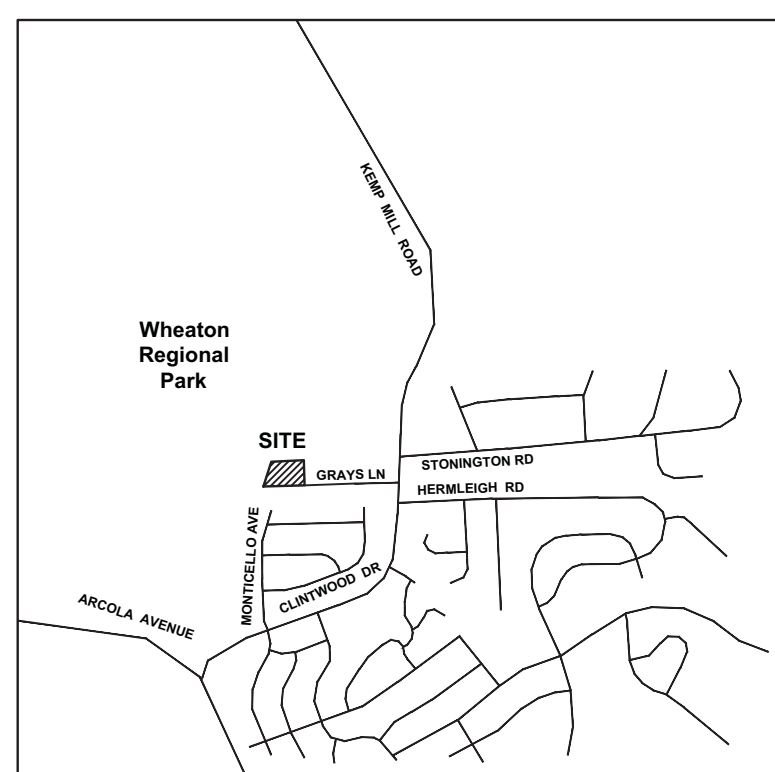 KEMP MILL ROAD
Wheaton
Regional
Park
SITE
GRAYS LN
STONINGTON RD
HERMLEIGH RD
MONTICELLO AVE
CLINTWOOD DR
ARCOLA AVENUE